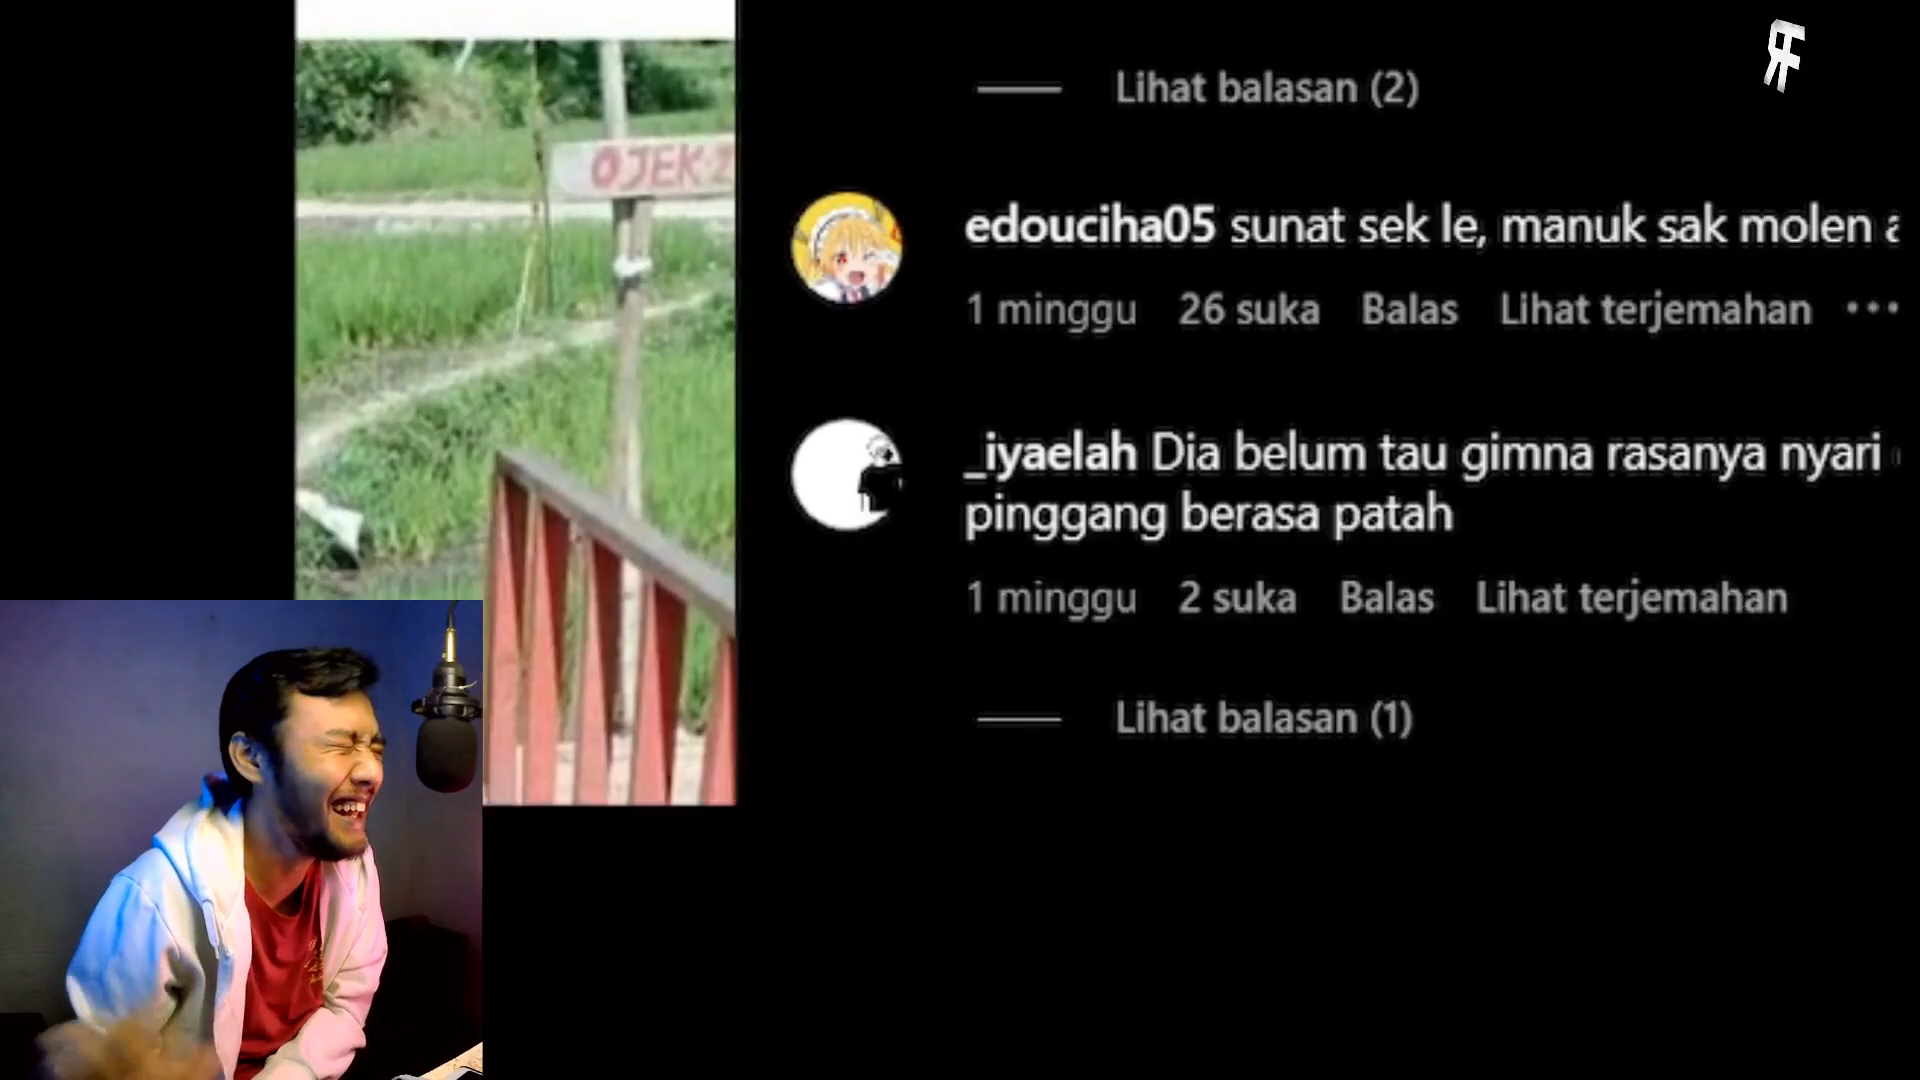 OJEK
Lihat balasan (2)
edouciha05 sunat sek le, manuk sak molen
1 minggu 26 suka Balas Lihat terjemahan
_iyaelah Dia belum tau gimna rasanya nyari
pinggang berasa patah
1 minggu 2 suka Balas Lihat terjemahan
Lihat balasan (1)